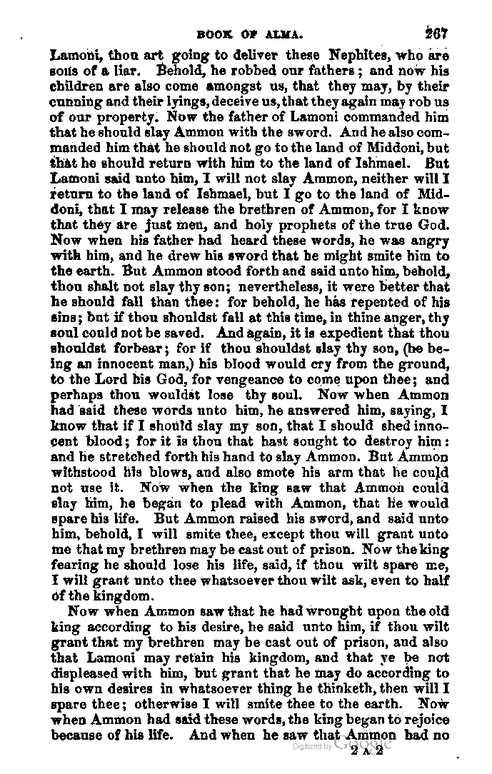 BOOK OF ALMA. 267
Lamoni, thou art going to deliver these Nephites, who are
sons of a liar. Behold, he robbed our fathers; and now his
children are also come amongst us, that they may, by their
cunning and their lyings, deceive us, that they again may rob us
of our property. Now the father of Lamoni commanded him
that he should slay Ammon with the sword. And he also com-
manded him that he should not go to the land of Middoni, but
that he should return with him to the land of Ishmael. But
Lamoni said unto him, I will not slay Ammon, neither will I
return to the land of Ishmael, but I go to the land of Mid-
doni, that I may release the brethren of Ammon, for I know
that they are just men, and holy prophets of the true God.
Now when his father had heard these words, he was angry
with him, and he drew his sword that he might smite him to
the earth. But Ammon stood forth and said unto him, behold,
thou shalt not slay thy son; nevertheless, it were better that
he should fall than thee: for behold, he has repented of his
sins; but if thou shouldst fall at this time, in thine anger, thy
soul could not be saved. And again, it is expedient that thou
shouldst forbear; for if thou shouldst slay thy son, (he be-
ing an innocent man,) his blood would cry from the ground,
to the Lord his God, for vengeance to come upon thee; and
perhaps thou wouldst lose thy soul. Now when Ammon
had said these words unto him, he answered him, saying, I
know that if I should slay my son, that I should shed inno-
cent blood; for it is thou that hast sought to destroy him:
and he stretched forth his hand to slay Ammon. But Ammon
withstood his blows, and also smote his arm that he could
not use it. Now when the king saw that Ammon could
slay him, he began to plead with Ammon, that he would
spare his life. But Ammon raised his sword, and said unto
him, behold, I will smite thee, except thou will grant unto
me that my brethren may be cast out of prison. Now the king
fearing he should lose his life, said, if thou wilt spare me,
I will grant unto thee whatsoever thou wilt ask, even to half
of the kingdom.
Now when Ammon saw that he had wrought upon the old
king according to his desire, he said unto him, if thou wilt
grant that my brethren may be cast out of prison, and also
that Lamoni may retain his kingdom, and that ye be not
displeased with him, but grant that he may do according to
his own desires in whatsoever thing he thinketh, then will I
spare thee; otherwise I will smite thee to the earth. Now
when Ammon had said these words, the king began to rejoice
because of his life. And when he saw that Ammon had no
Digitized by Google
2 A 2